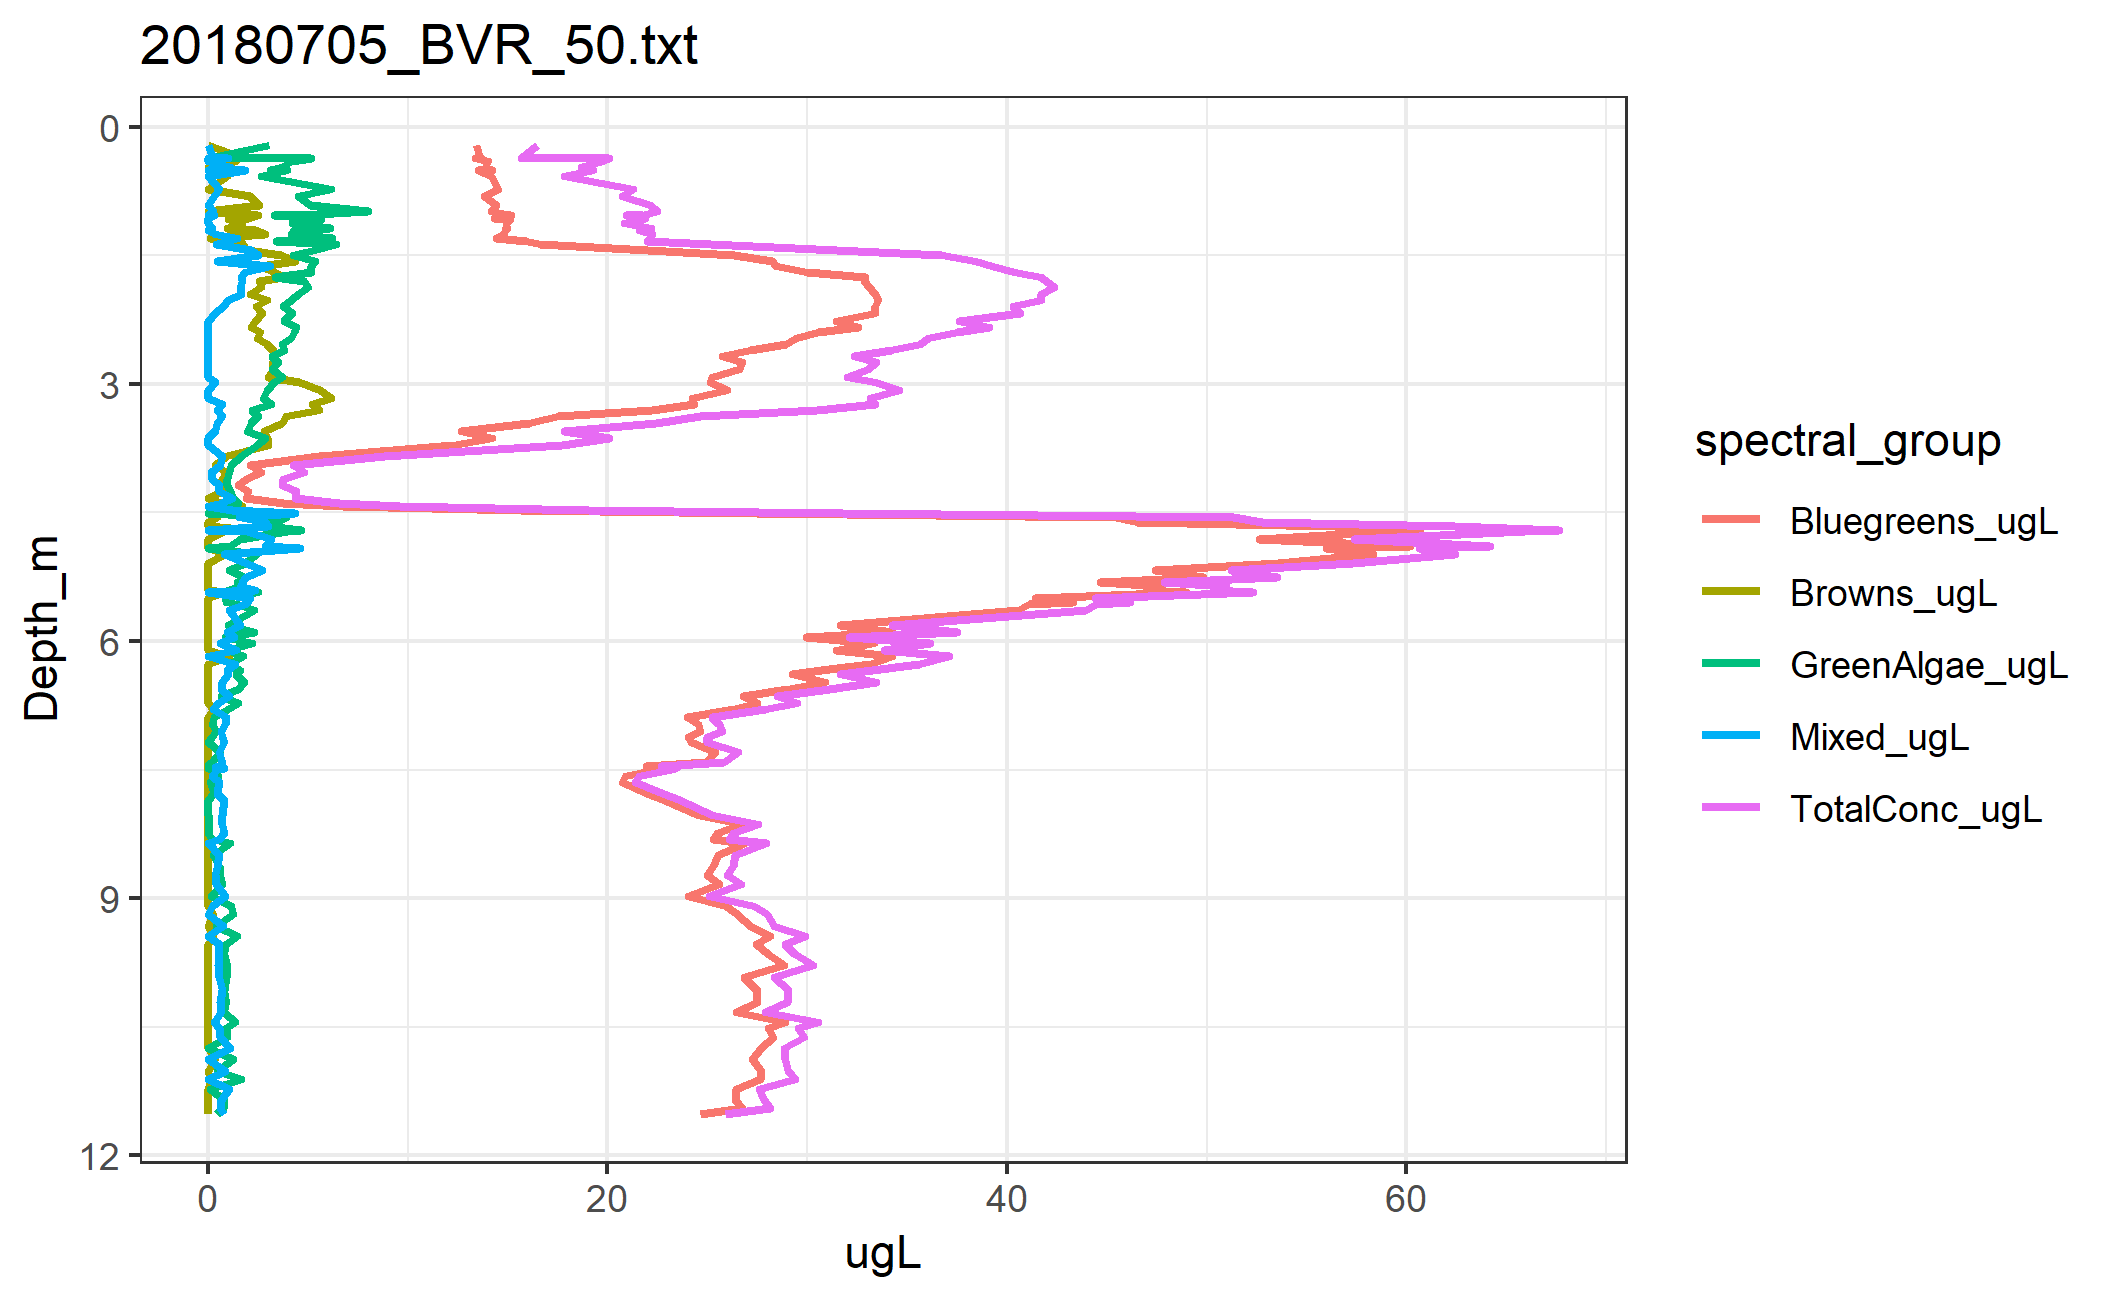 20180705_BVR_50.txt
0
3
6
9
12
Depth_m
0 20 40 60
ugL
spectral_group
Bluegreens_ugL
Browns_ugL
GreenAlgae_ugL
Mixed_ugL
TotalConc_ugL